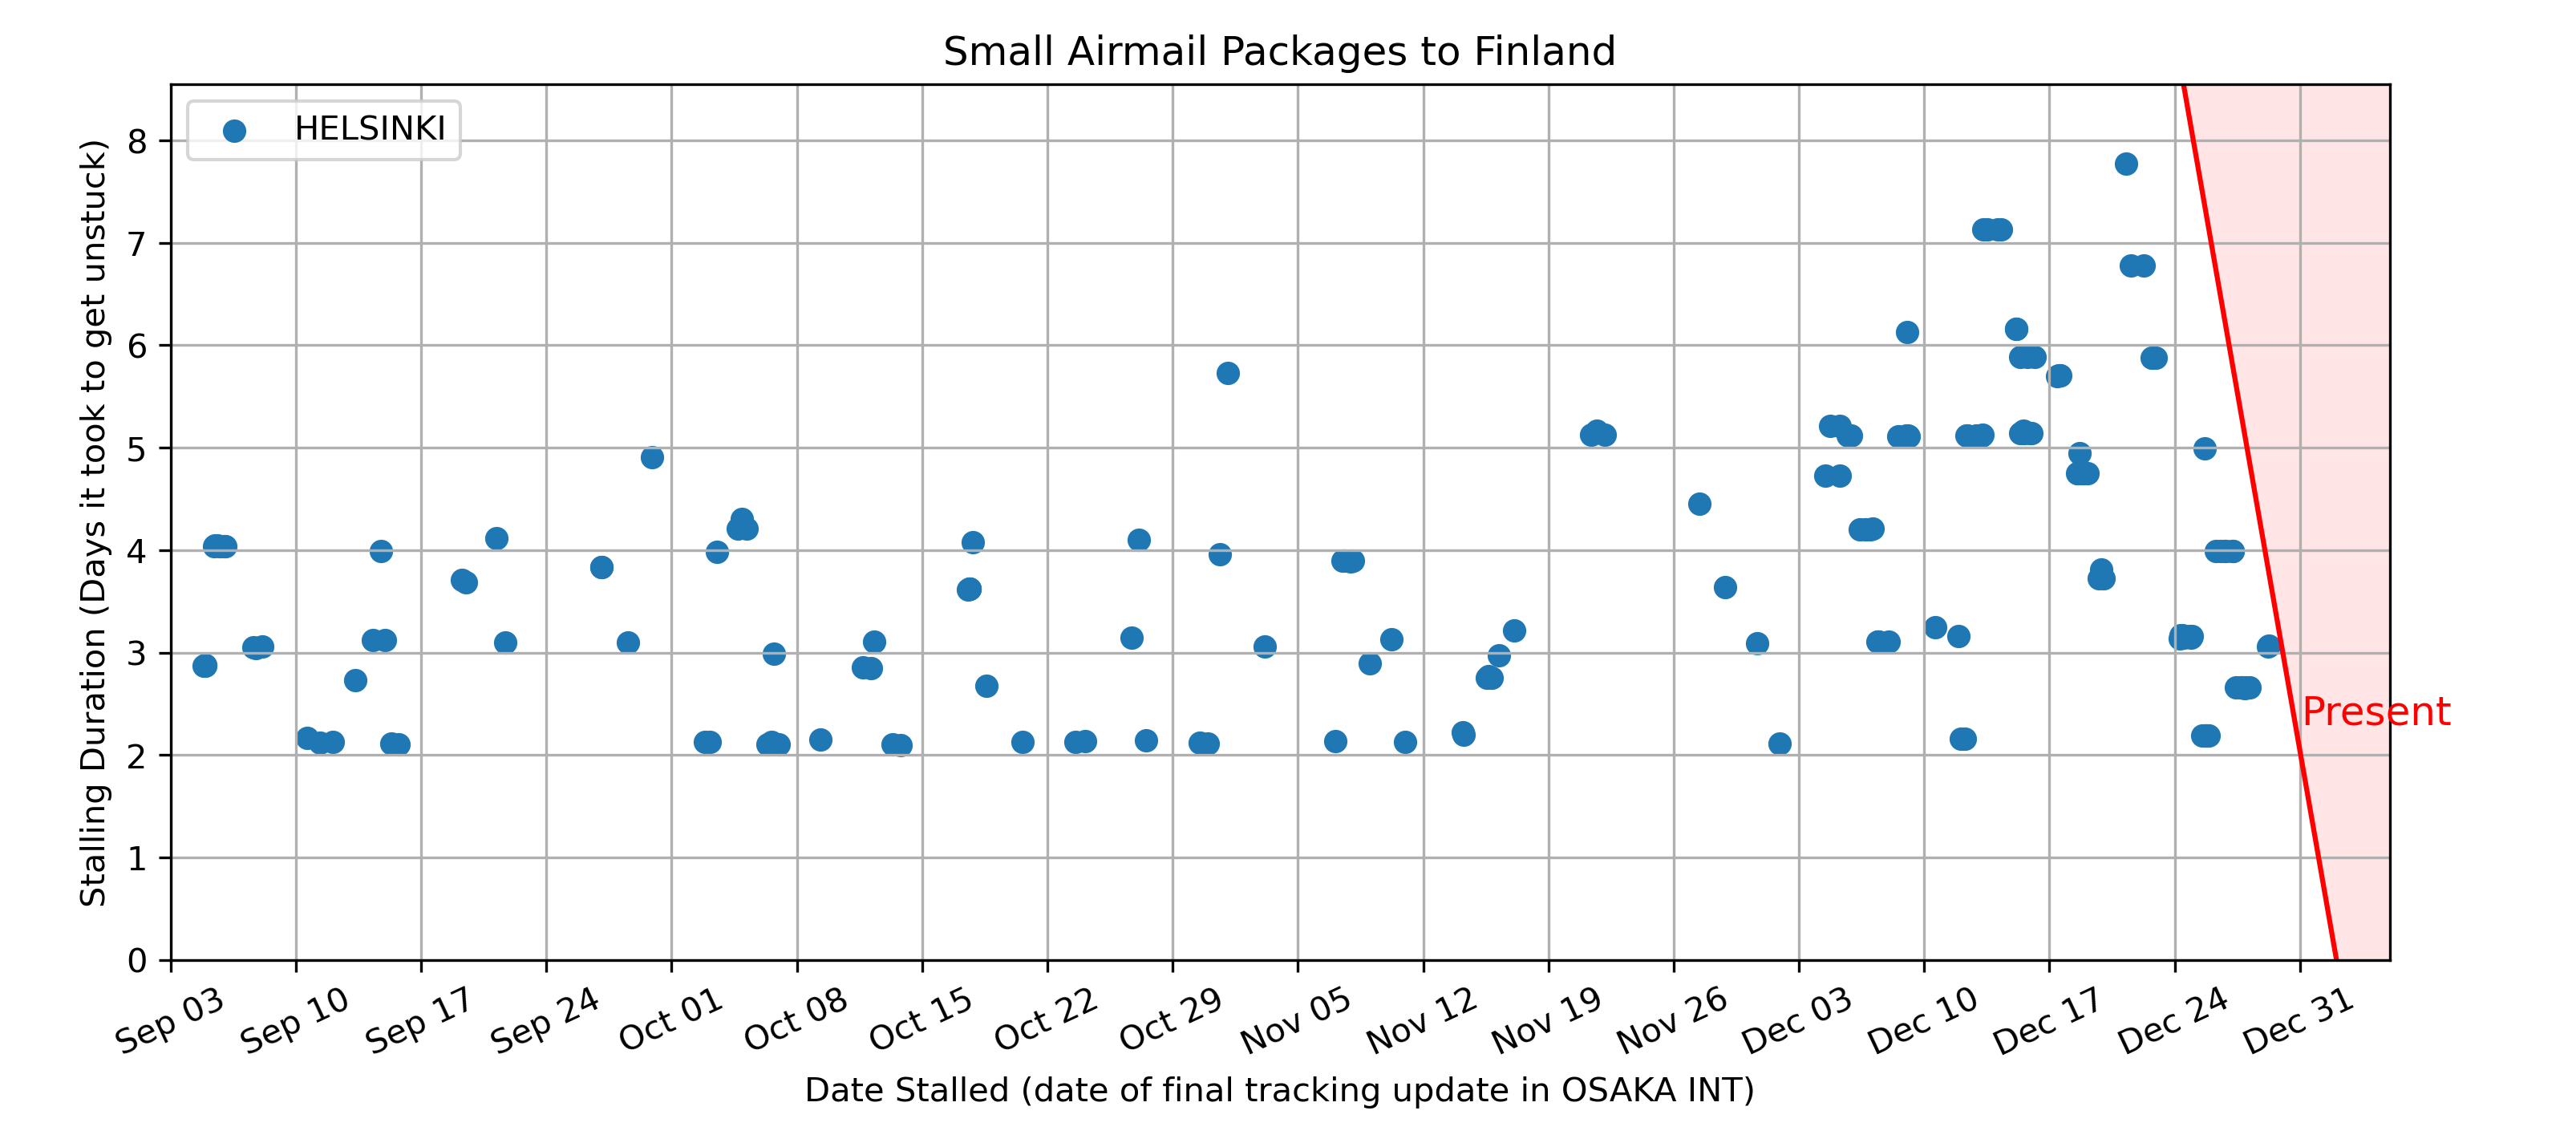 Small Airmail Packages to Finland
HELSINKI
Stalling Duration (Days it took to get unstuck)
8
7
6
5
4
3
2
1
0
Present
Sep 03
Sep 10
Sep 17
Sep 24
Oct 01
Oct 08
Oct 15
Oct 22
Oct 29
Nov 05
Nov 12
Nov 19
Nov 26
Dec 03
Dec 10
Dec 17
Dec 24
Dec 31
Date Stalled (date of final tracking update in OSAKA INT)